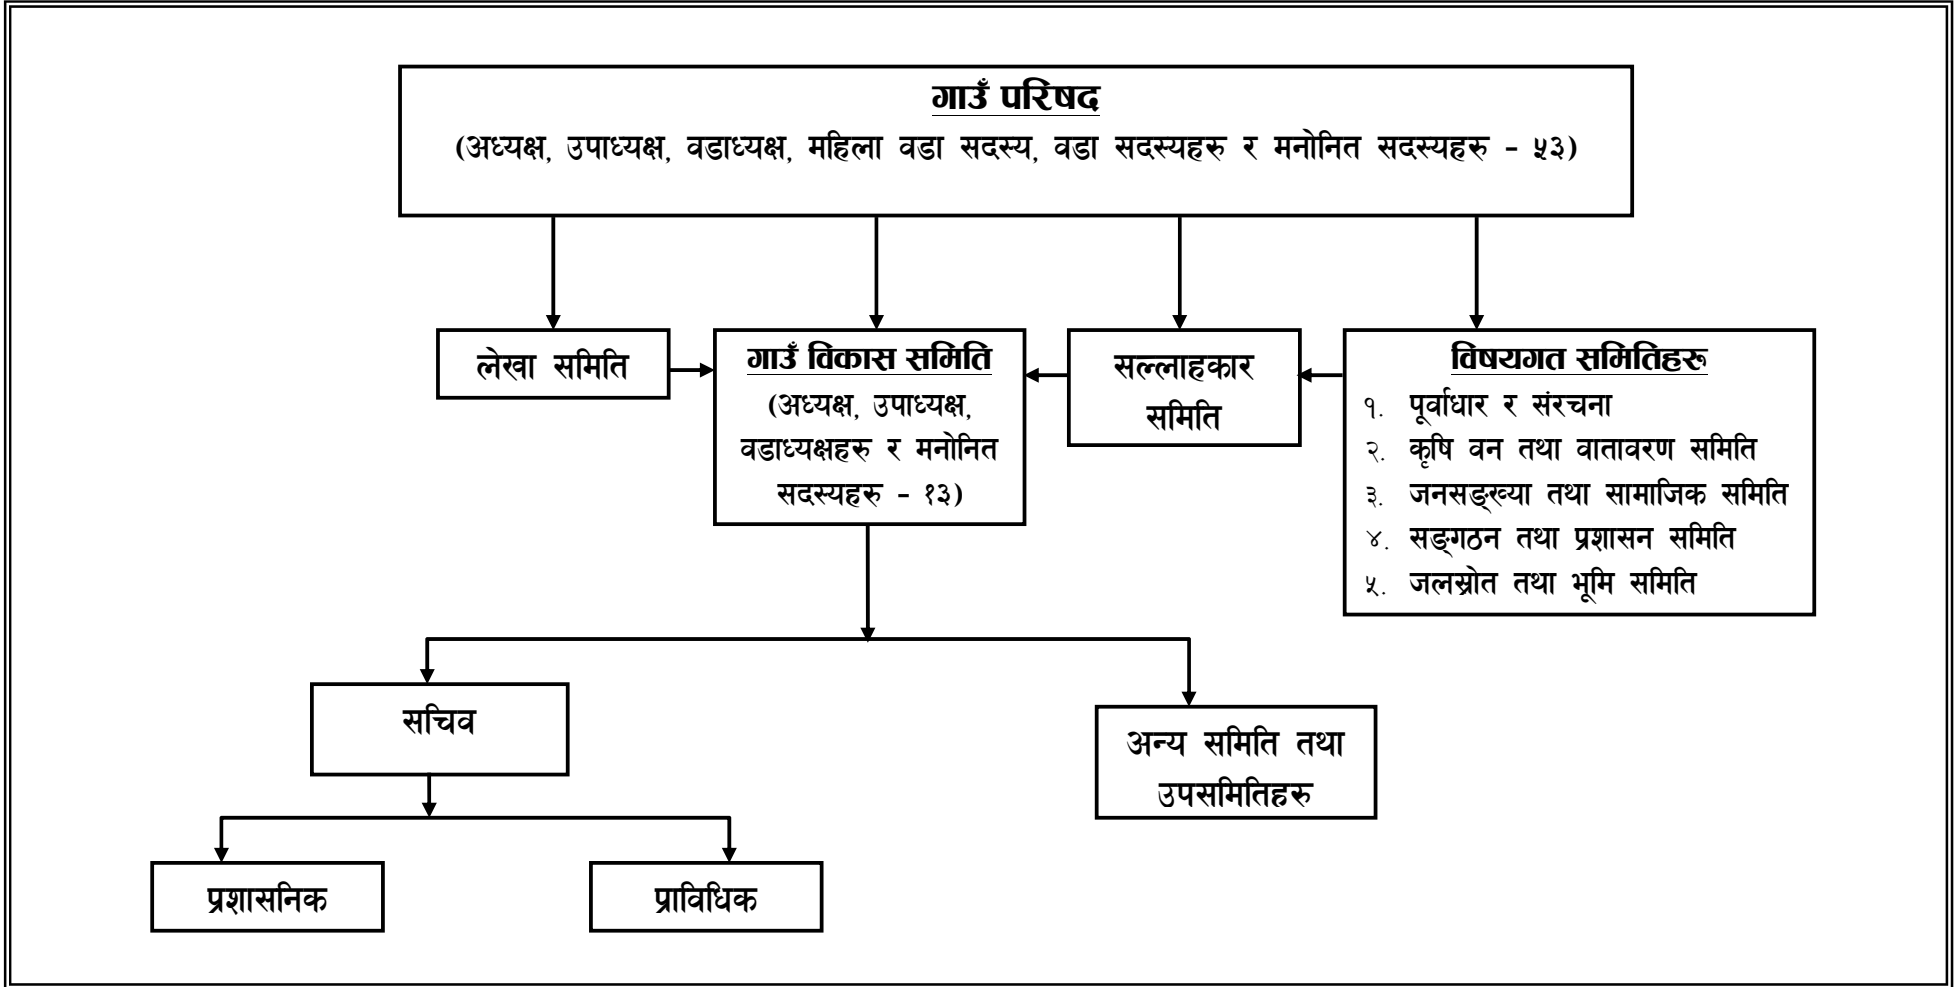 गाउँ परिषद
(अध्यक्ष, उपाध्यक्ष, वडाध्यक्ष, महिला वडा सदस्य, वडा सदस्यहरु र मनोनित सदस्यहरु - ५३)
लेखा समिति
गाउँ विकास समिति
(अध्यक्ष, उपाध्यक्ष,
वडाध्यक्षहरु र मनोनित
सदस्यहरु - १३)
सल्लाहकार
समिति
विषयगत समितिहरू
१. पूर्वाधार र संरचना
२. कृषि वन तथा वातावरण समिति
३. जनसङ्ख्या तथा सामाजिक समिति
४. सङ्गठन तथा प्रशासन समिति
५. जलस्रोत तथा भूमि समिति
सचिव
अन्य समिति तथा
उपसमितिहरु
प्रशासनिक
प्राविधिक